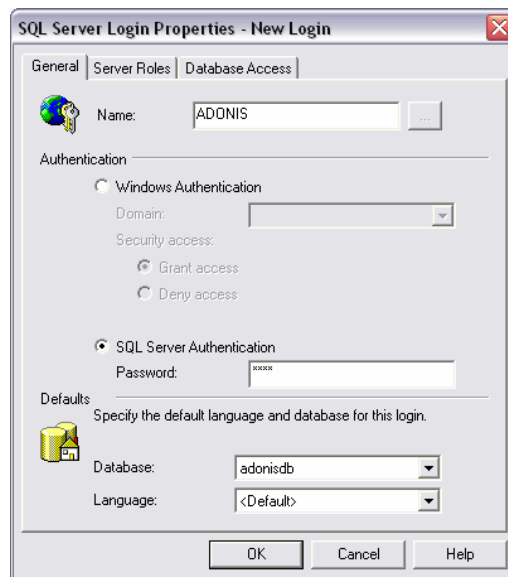 SQL Server Login Properties - New Login
General Server Roles Database Access
Name: ADONIS ...
Authentication
Windows Authentication
Domain:
Security access:
Grant access
Deny access
SQL Server Authentication
Password: ****
Defaults
Specify the default language and database for this login.
Database: adonisdb
Language: <Default>
OK Cancel Help